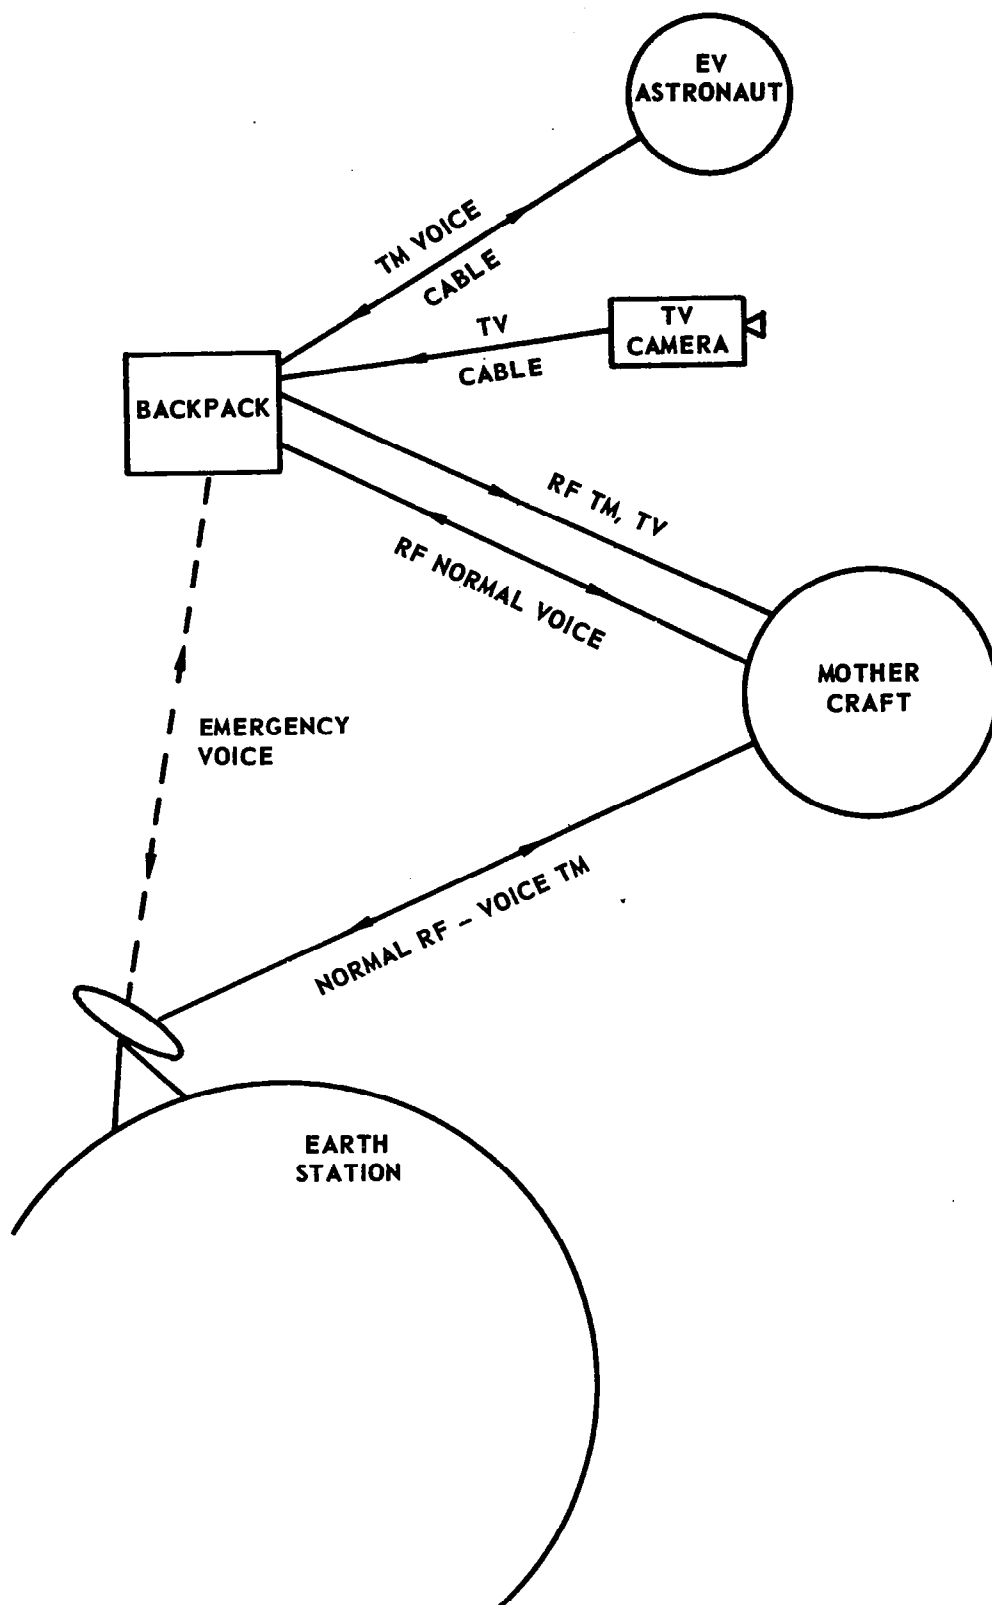 EV
ASTRONAUT
TM VOICE
CABLE
TV
CAMERA
TV
CABLE
BACKPACK
RF TM, TV
RF NORMAL VOICE
MOTHER
CRAFT
EMERGENCY
VOICE
NORMAL RF - VOICE TM
EARTH
STATION